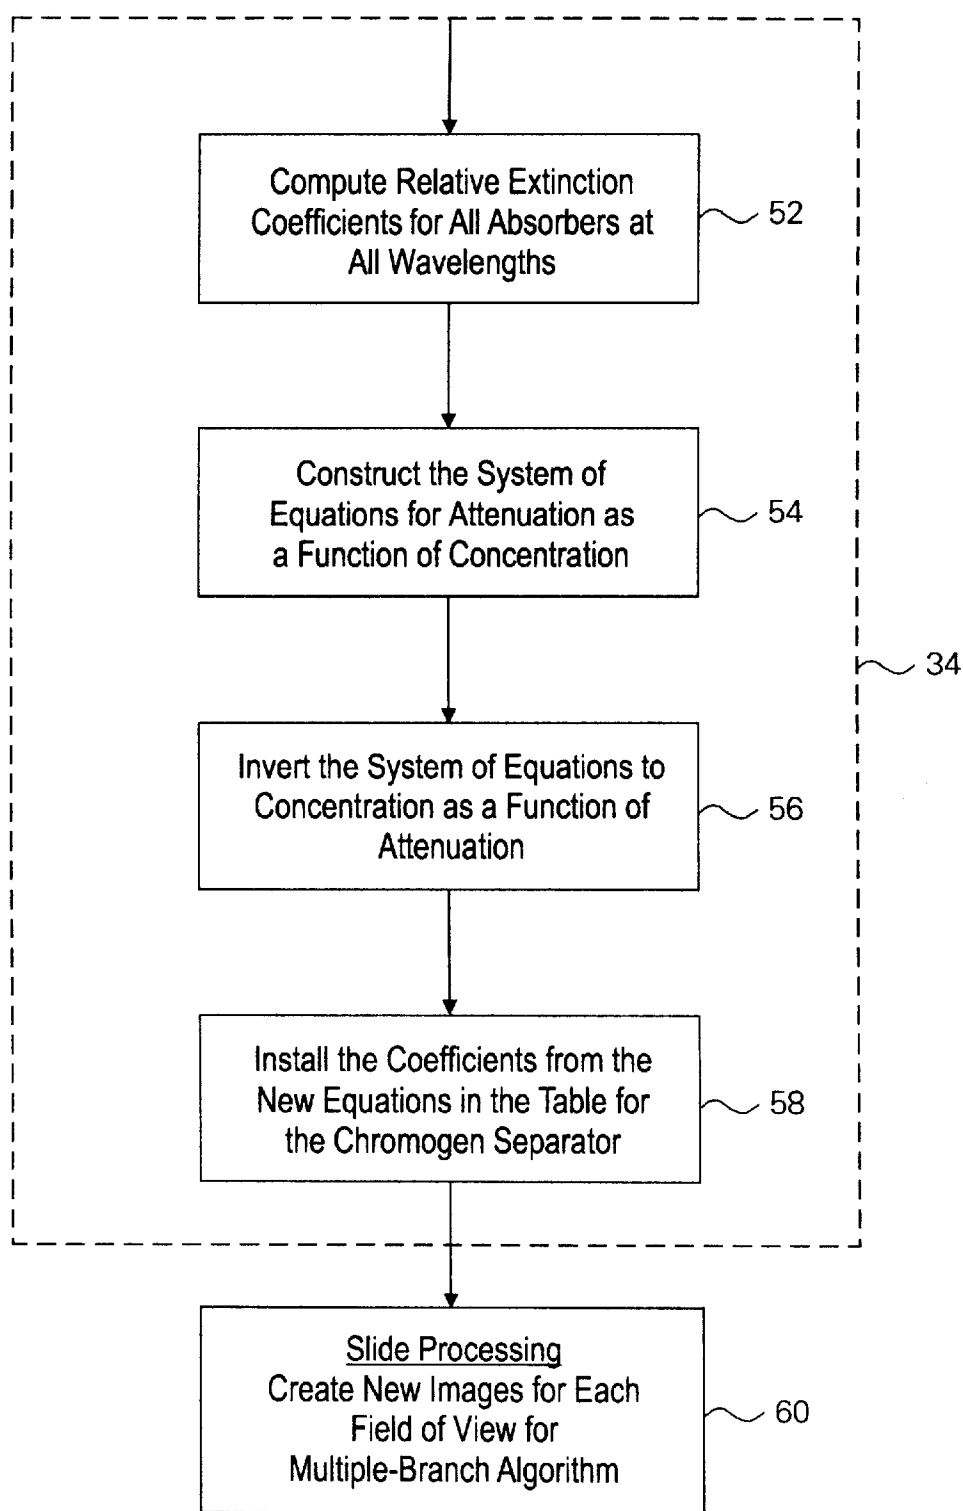 Compute Relative Extinction
Coefficients for All Absorbers at
All Wavelengths
52
Construct the System of
Equations for Attenuation as
a Function of Concentration
54
34
Invert the System of Equations to
Concentration as a Function of
Attenuation
56
Install the Coefficients from the
New Equations in the Table for
the Chromogen Separator
58
Slide Processing
Create New Images for Each
Field of View for
Multiple-Branch Algorithm
60